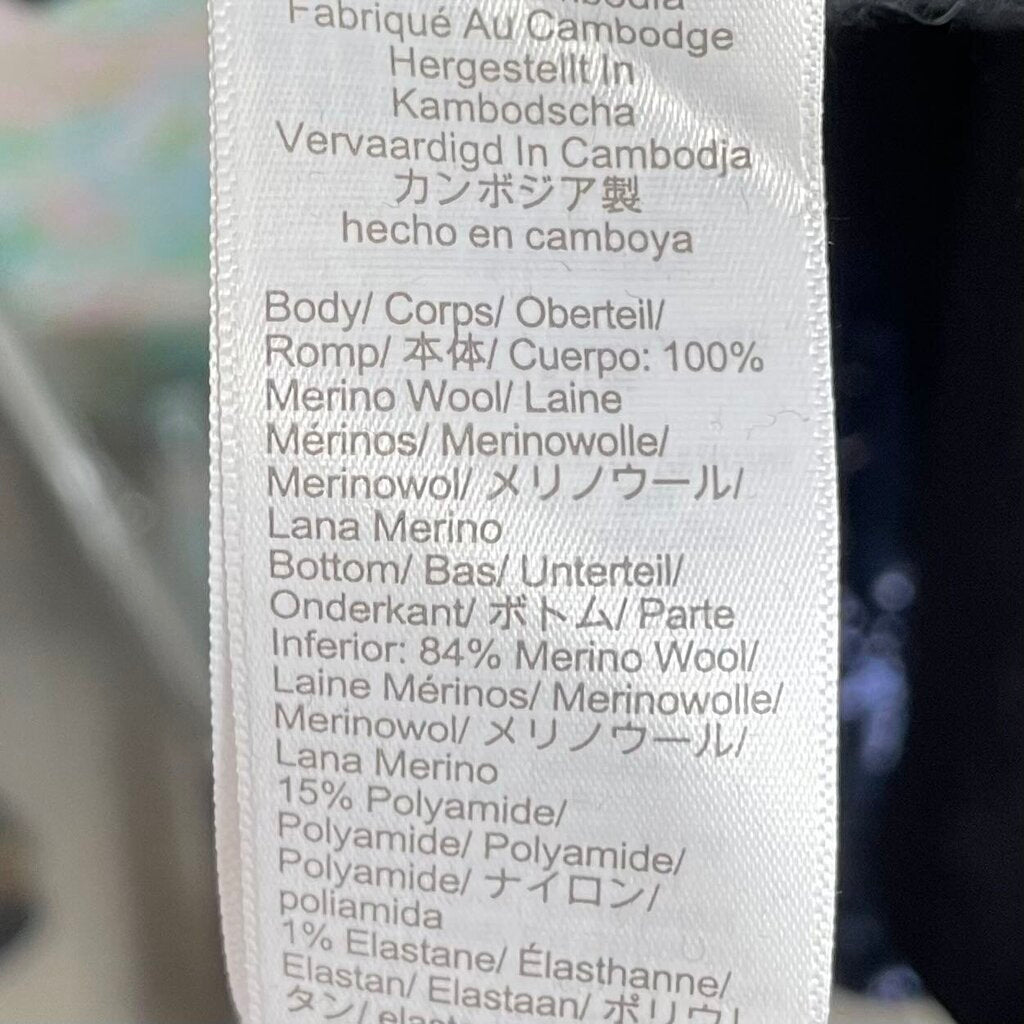 Fabriqué Au Cambodge
Hergestellt In
Kambodscha
Vervaardigd In Cambodja
カンボジア製
hecho en camboya
Body/ Corps/ Oberteil/
Romp/ 本体/ Cuerpo: 100%
Merino Wool/ Laine
Mérinos/ Merinowolle/
Merinowol/ メリノウール/
Lana Merino
Bottom/ Bas/ Unterteil/
Onderkant/ ボトム/ Parte
Inferior: 84% Merino Wool/
Laine Mérinos/ Merinowolle/
Merinowol/ メリノウール/
Lana Merino
15% Polyamide/
Polyamide/ Polyamide/
Polyamide/ ナイロン/
poliamida
1% Elastane/ Élasthanne/
Elastan/ Elastaan/ ポリウレ
タン/